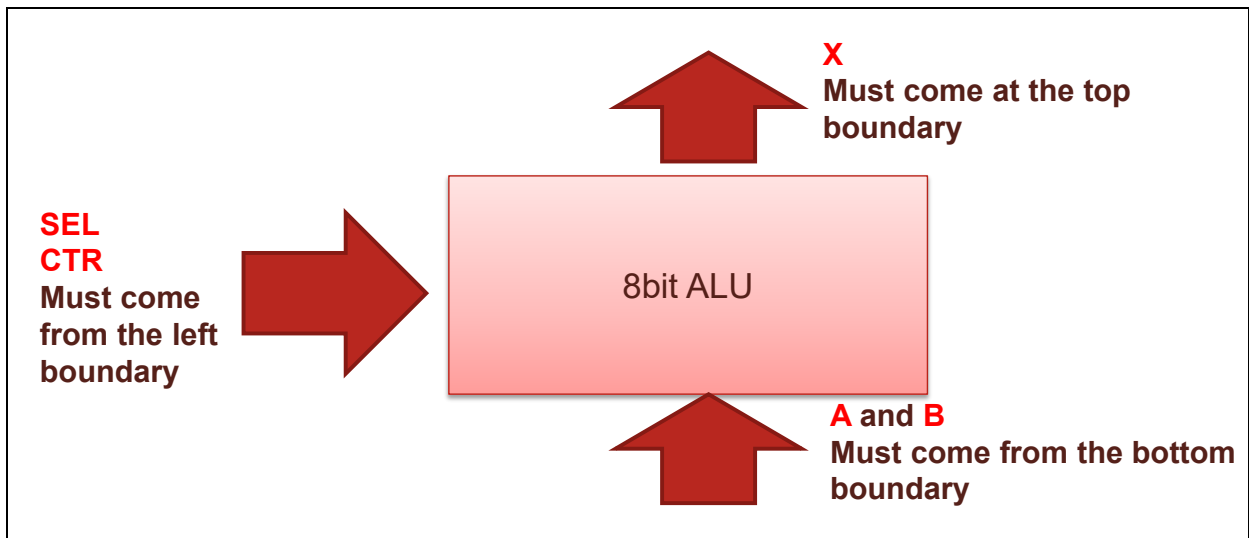 X
Must come at the top
boundary
SEL
CTR
Must come
from the left
boundary
8bit ALU
A and B
Must come from the bottom
boundary